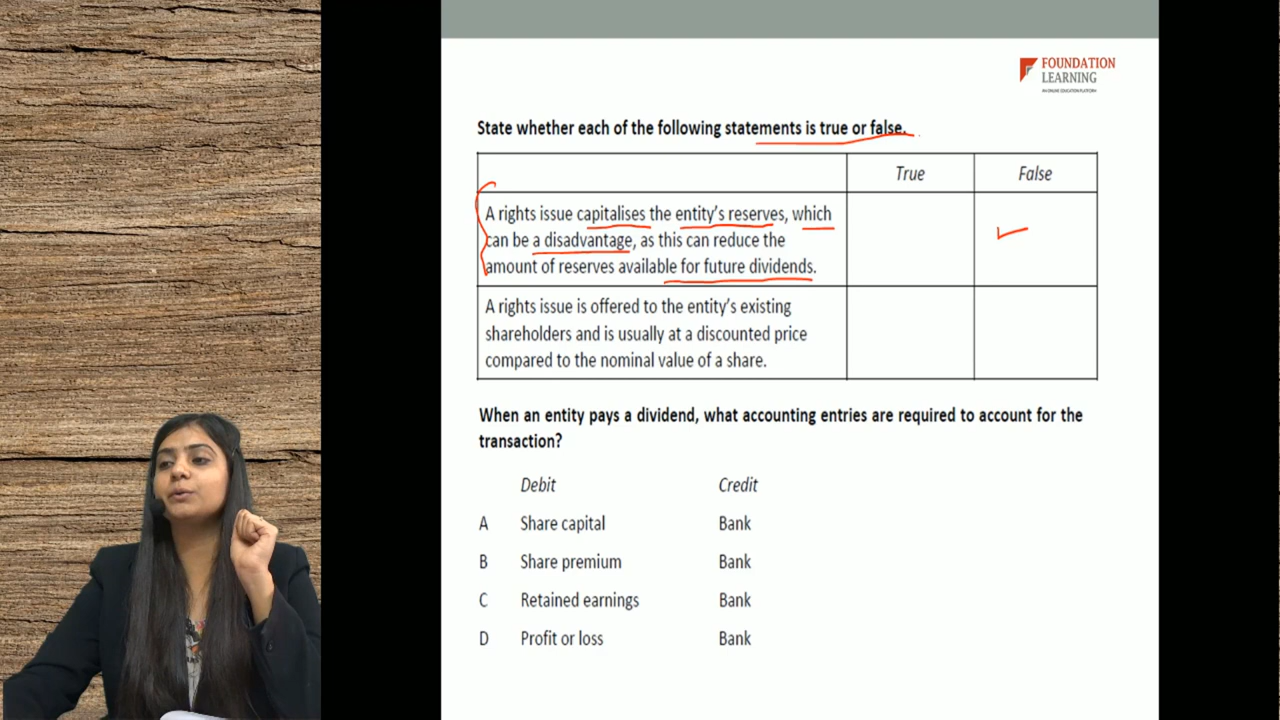 FOUNDATION
LEARNING
AN ONLINE EDUCATION PLATFORM
State whether each of the following statements is true or false.
True False
A rights issue capitalises the entity's reserves, which
can be a disadvantage, as this can reduce the
amount of reserves available for future dividends.
A rights issue is offered to the entity's existing
shareholders and is usually at a discounted price
compared to the nominal value of a share.
When an entity pays a dividend, what accounting entries are required to account for the
transaction?
Debit Credit
A Share capital Bank
B Share premium Bank
C Retained earnings Bank
D Profit or loss Bank